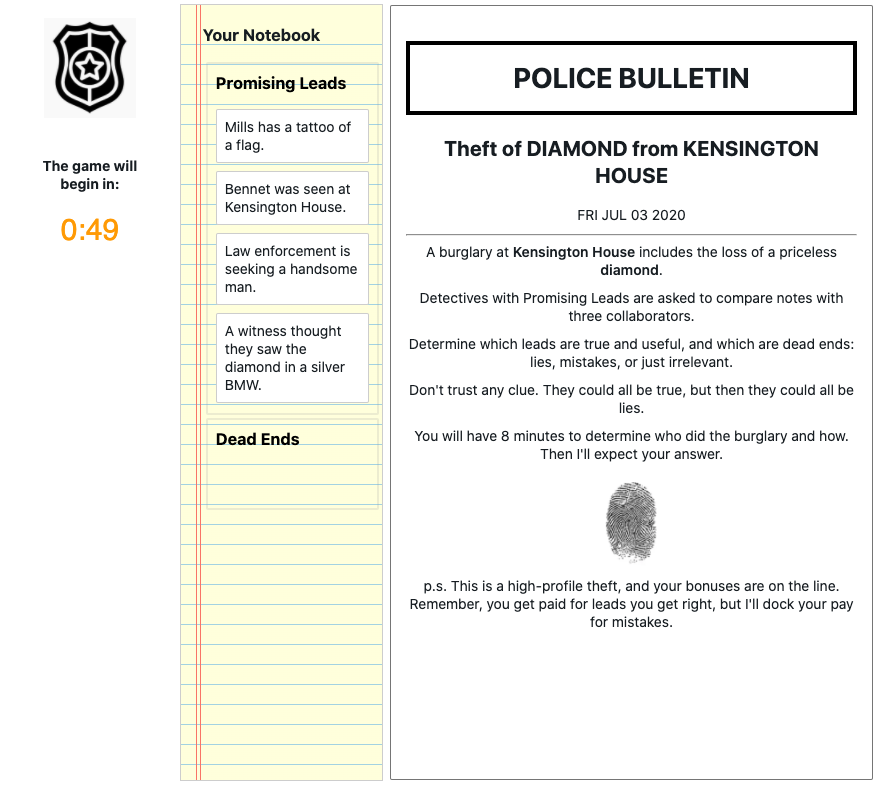 The game will
begin in:
0:49
Your Notebook
Promising Leads
Mills has a tattoo of
a flag.
Bennet was seen at
Kensington House.
Law enforcement is
seeking a handsome
man.
A witness thought
they saw the
diamond in a silver
BMW.
Dead Ends
POLICE BULLETIN
Theft of DIAMOND from KENSINGTON
HOUSE
FRI JUL 03 2020
A burglary at Kensington House includes the loss of a priceless
diamond.
Detectives with Promising Leads are asked to compare notes with
three collaborators.
Determine which leads are true and useful, and which are dead ends:
lies, mistakes, or just irrelevant.
Don't trust any clue. They could all be true, but then they could all be
lies.
You will have 8 minutes to determine who did the burglary and how.
Then I'll expect your answer.
p.s. This is a high-profile theft, and your bonuses are on the line.
Remember, you get paid for leads you get right, but I'll dock your pay
for mistakes.